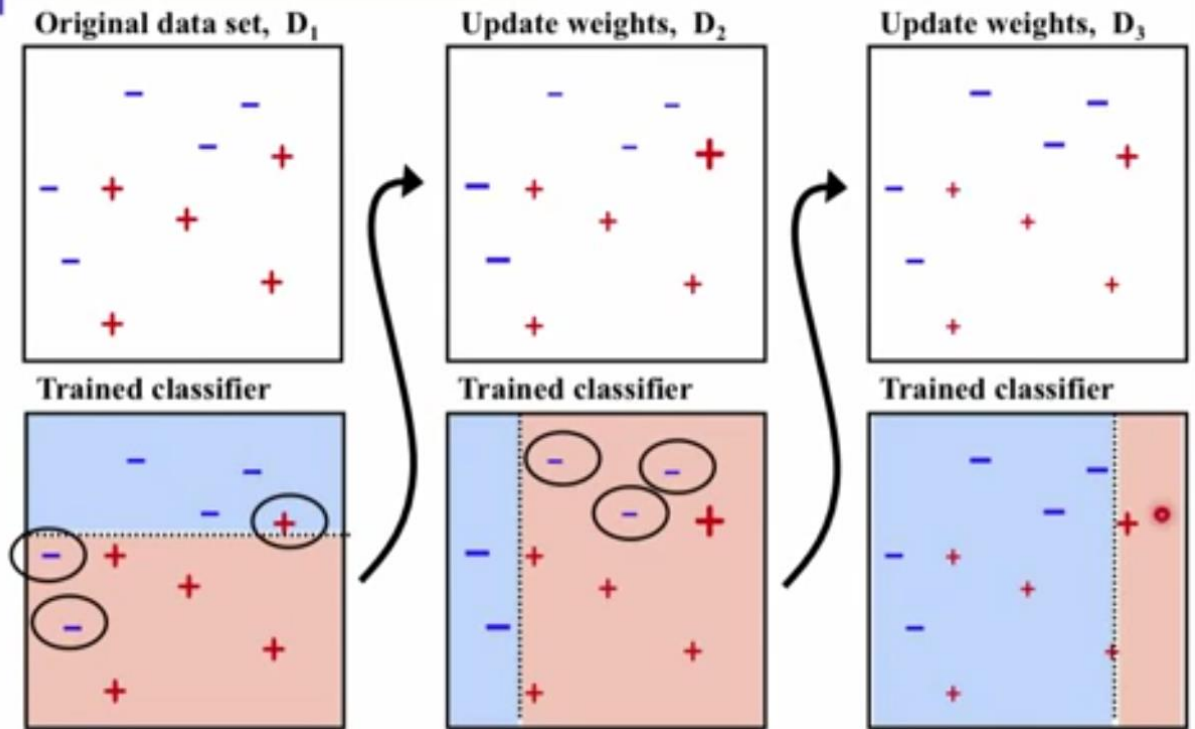 Original data set, D₁
Update weights, D₂
Update weights, D₃
Trained classifier
Trained classifier
Trained classifier